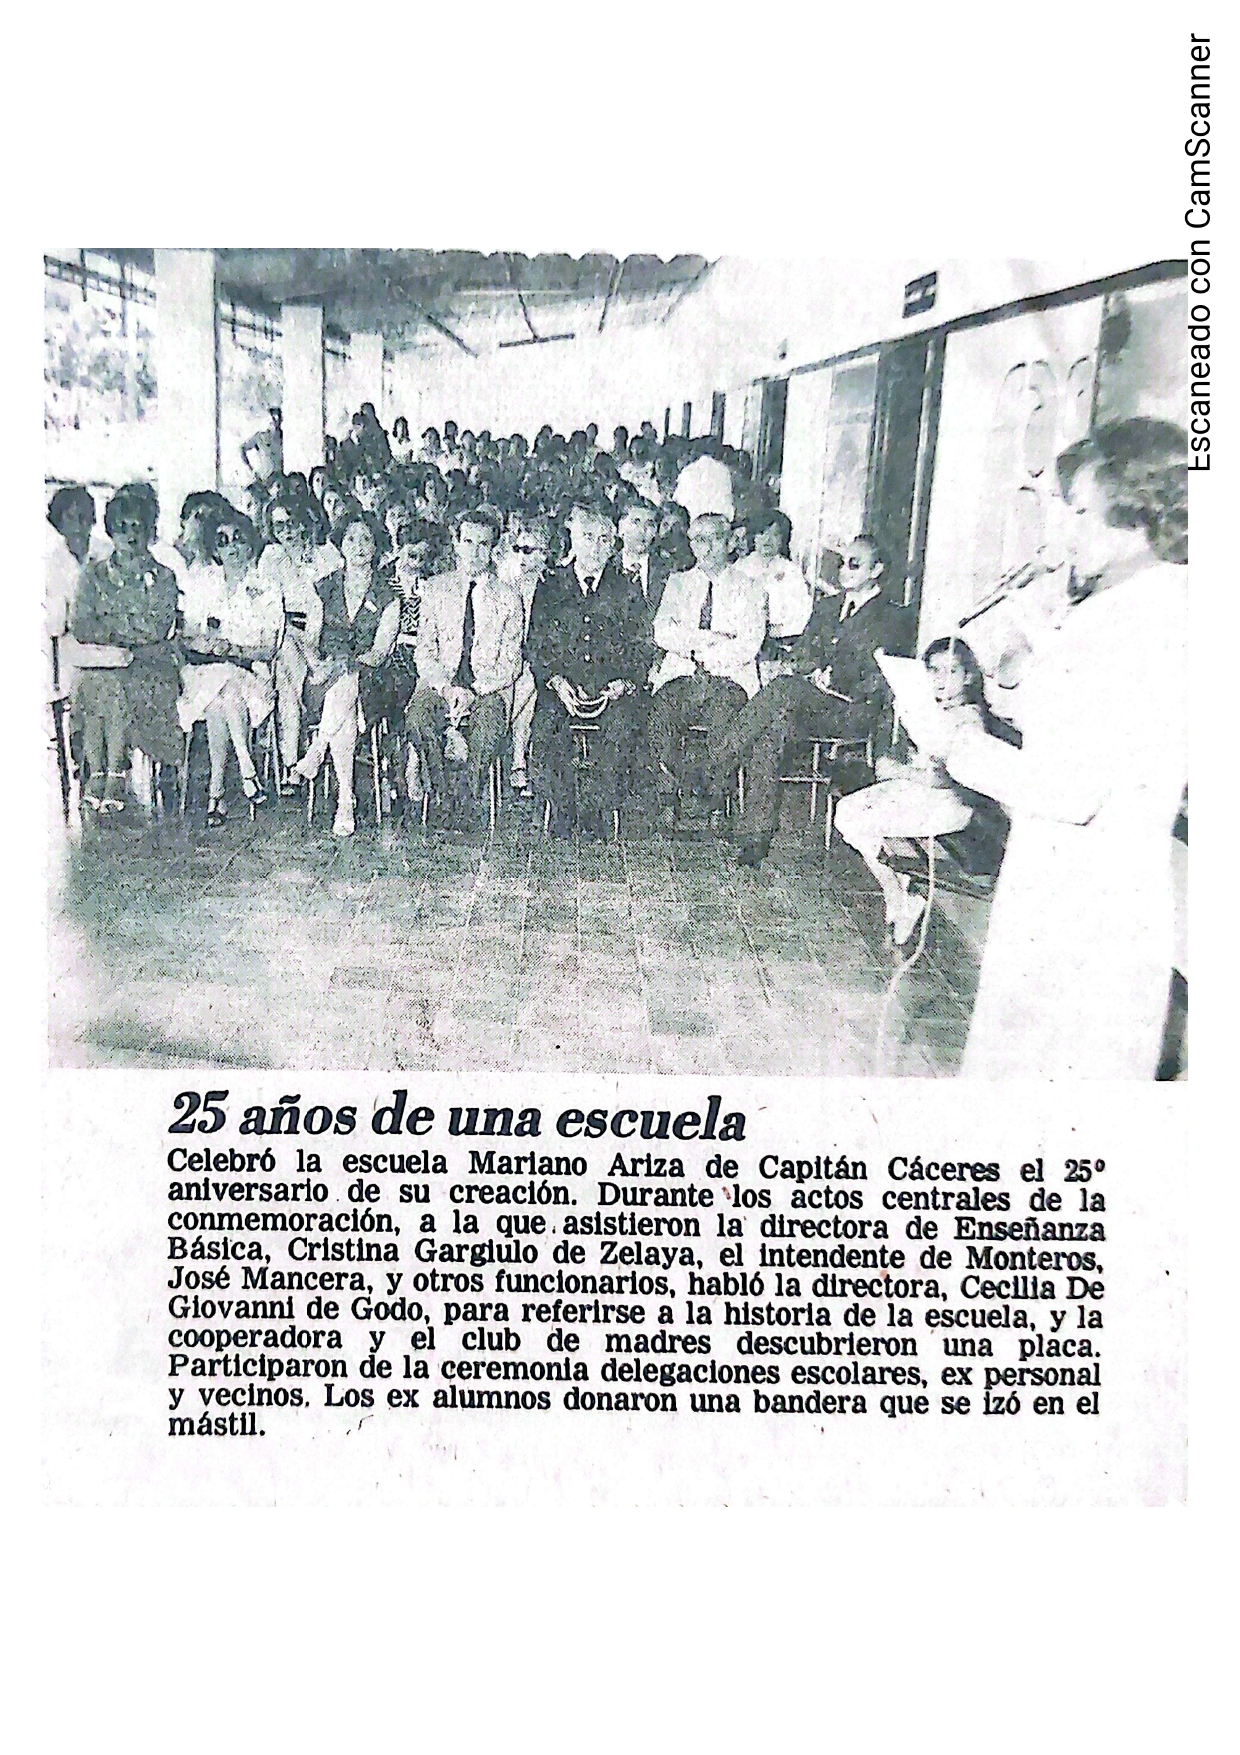 Escaneado con CamScanner
25 años de una escuela
Celebró la escuela Mariano Ariza de Capitán Cáceres el 25º
aniversario de su creación. Durante los actos centrales de la
conmemoración, a la que asistieron la directora de Enseñanza
Básica, Cristina Gargiulo de Zelaya, el intendente de Monteros,
José Mancera, y otros funcionarios, habló la directora, Cecilia De
Giovanni de Godo, para referirse a la historia de la escuela, y la
cooperadora y el club de madres descubrieron una placa.
Participaron de la ceremonia delegaciones escolares, ex personal
y vecinos. Los ex alumnos donaron una bandera que se izó en el
mástil.